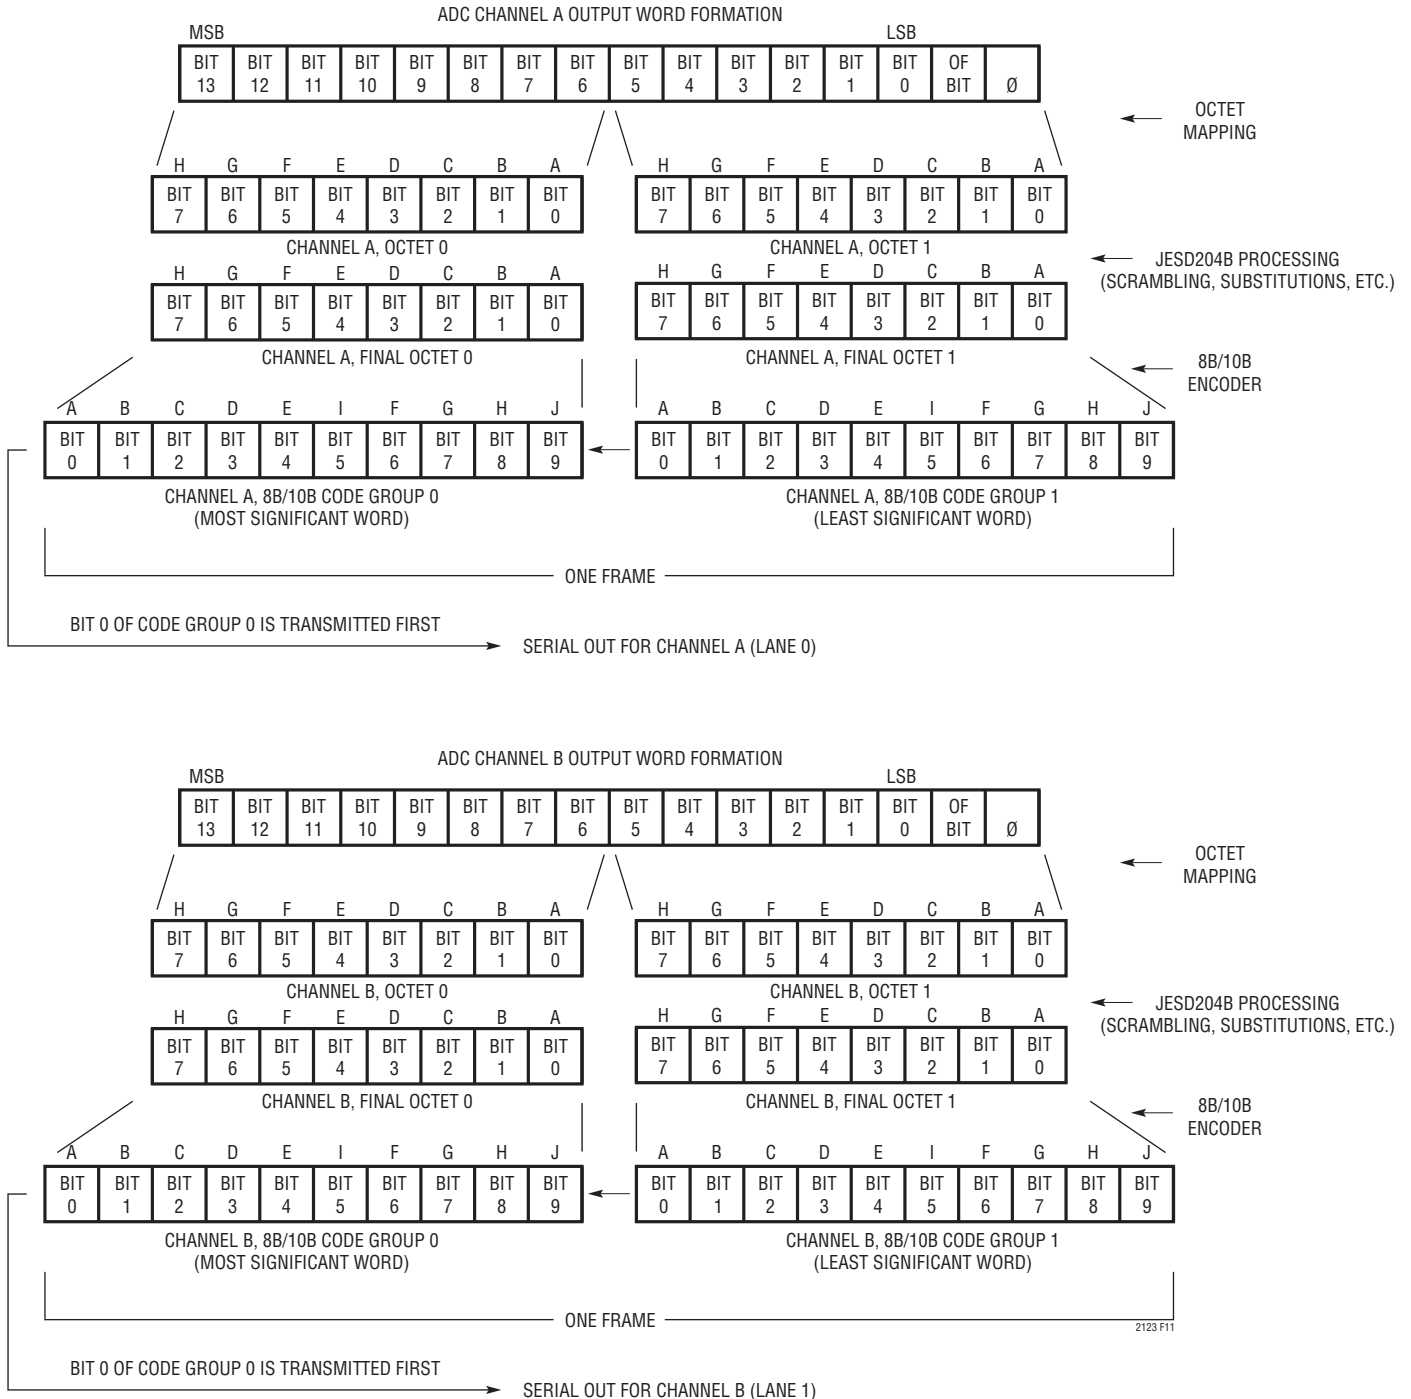 ADC CHANNEL A OUTPUT WORD FORMATION
MSB LSB
BIT BIT BIT BIT BIT BIT BIT BIT BIT BIT BIT BIT BIT BIT OF
13 12 11 10 9 8 7 6 5 4 3 2 1 0 BIT Ø
OCTET
MAPPING
H G F E D C B A H G F E D C B A
BIT BIT BIT BIT BIT BIT BIT BIT BIT BIT BIT BIT BIT BIT BIT BIT
7 6 5 4 3 2 1 0 7 6 5 4 3 2 1 0
CHANNEL A, OCTET 0 CHANNEL A, OCTET 1
JESD204B PROCESSING
(SCRAMBLING, SUBSTITUTIONS, ETC.)
H G F E D C B A H G F E D C B A
BIT BIT BIT BIT BIT BIT BIT BIT BIT BIT BIT BIT BIT BIT BIT BIT
7 6 5 4 3 2 1 0 7 6 5 4 3 2 1 0
CHANNEL A, FINAL OCTET 0 CHANNEL A, FINAL OCTET 1
8B/10B
ENCODER
A B C D E I F G H J A B C D E I F G H J
BIT BIT BIT BIT BIT BIT BIT BIT BIT BIT BIT BIT BIT BIT BIT BIT BIT BIT BIT BIT
0 1 2 3 4 5 6 7 8 9 0 1 2 3 4 5 6 7 8 9
CHANNEL A, 8B/10B CODE GROUP 0 CHANNEL A, 8B/10B CODE GROUP 1
(MOST SIGNIFICANT WORD) (LEAST SIGNIFICANT WORD)
ONE FRAME
BIT 0 OF CODE GROUP 0 IS TRANSMITTED FIRST
SERIAL OUT FOR CHANNEL A (LANE 0)
ADC CHANNEL B OUTPUT WORD FORMATION
MSB LSB
BIT BIT BIT BIT BIT BIT BIT BIT BIT BIT BIT BIT BIT BIT OF
13 12 11 10 9 8 7 6 5 4 3 2 1 0 BIT Ø
OCTET
MAPPING
H G F E D C B A H G F E D C B A
BIT BIT BIT BIT BIT BIT BIT BIT BIT BIT BIT BIT BIT BIT BIT BIT
7 6 5 4 3 2 1 0 7 6 5 4 3 2 1 0
CHANNEL B, OCTET 0 CHANNEL B, OCTET 1
JESD204B PROCESSING
(SCRAMBLING, SUBSTITUTIONS, ETC.)
H G F E D C B A H G F E D C B A
BIT BIT BIT BIT BIT BIT BIT BIT BIT BIT BIT BIT BIT BIT BIT BIT
7 6 5 4 3 2 1 0 7 6 5 4 3 2 1 0
CHANNEL B, FINAL OCTET 0 CHANNEL B, FINAL OCTET 1
8B/10B
ENCODER
A B C D E I F G H J A B C D E I F G H J
BIT BIT BIT BIT BIT BIT BIT BIT BIT BIT BIT BIT BIT BIT BIT BIT BIT BIT BIT BIT
0 1 2 3 4 5 6 7 8 9 0 1 2 3 4 5 6 7 8 9
CHANNEL B, 8B/10B CODE GROUP 0 CHANNEL B, 8B/10B CODE GROUP 1
(MOST SIGNIFICANT WORD) (LEAST SIGNIFICANT WORD)
ONE FRAME
2123 F11
BIT 0 OF CODE GROUP 0 IS TRANSMITTED FIRST
SERIAL OUT FOR CHANNEL B (LANE 1)